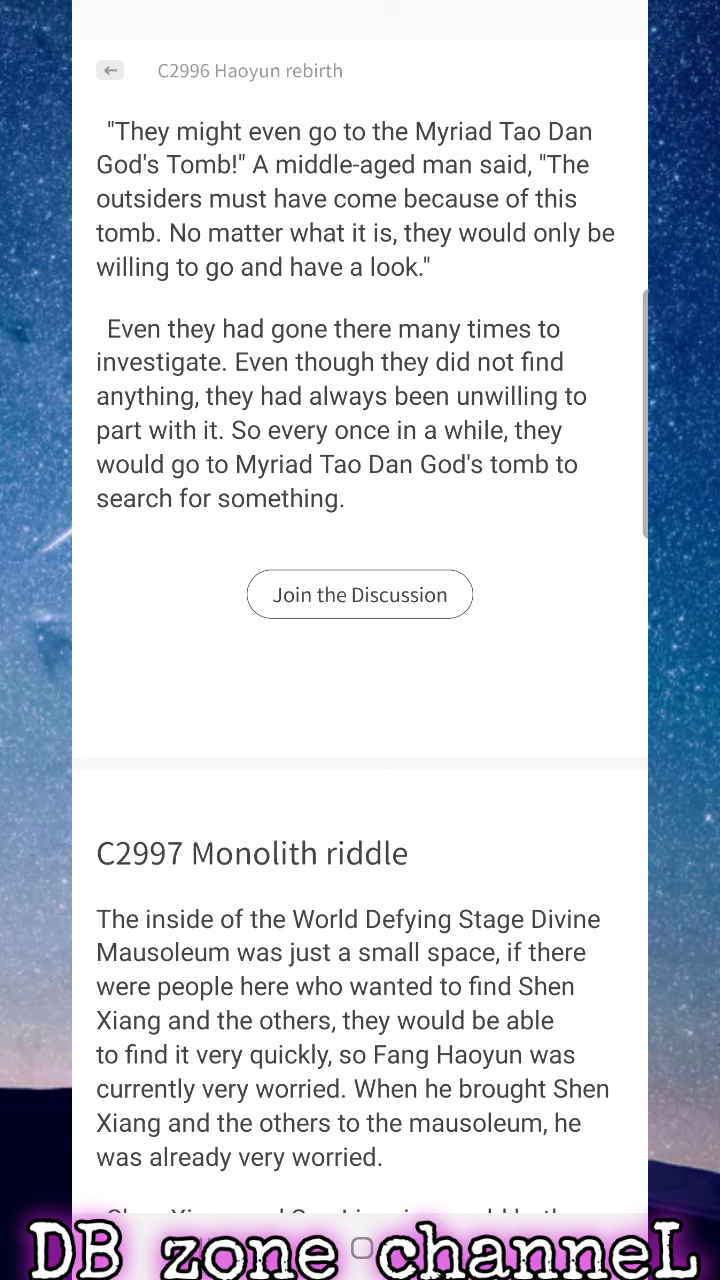 C2996 Haoyun rebirth
"They might even go to the Myriad Tao Dan
God's Tomb!" A middle-aged man said, "The
outsiders must have come because of this
tomb. No matter what it is, they would only be
willing to go and have a look."
Even they had gone there many times to
investigate. Even though they did not find
anything, they had always been unwilling to
part with it. So every once in a while, they
would go to Myriad Tao Dan God's tomb to
search for something.
Join the Discussion
C2997 Monolith riddle
The inside of the World Defying Stage Divine
Mausoleum was just a small space, if there
were people here who wanted to find Shen
Xiang and the others, they would be able
to find it very quickly, so Fang Haoyun was
currently very worried. When he brought Shen
Xiang and the others to the mausoleum, he
was already very worried.
DB zone channeL